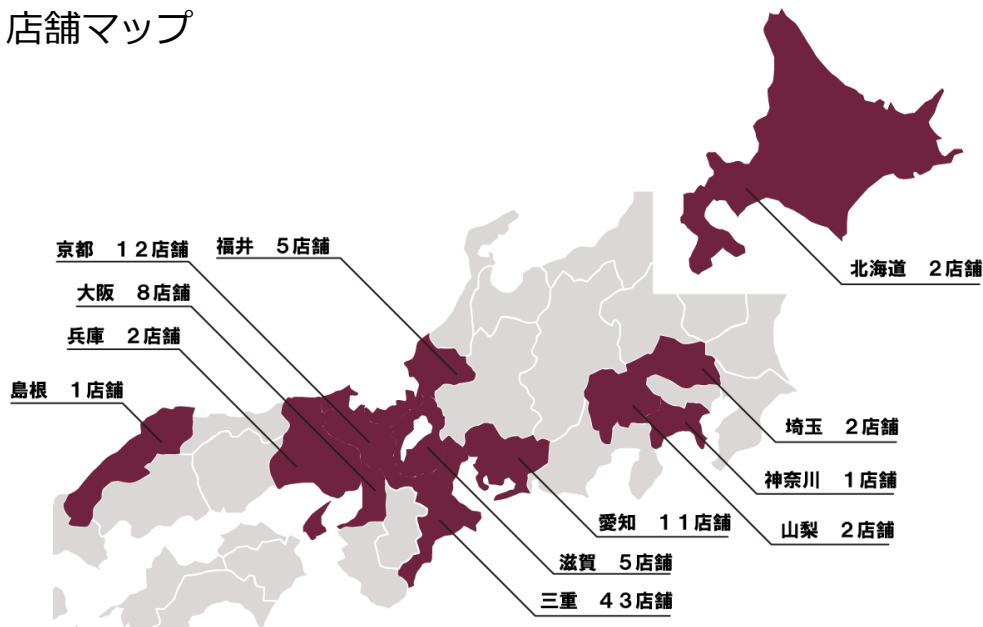 店舗マップ
京都　１２店舗
福井　５店舗
大阪　８店舗
兵庫　２店舗
島根　１店舗
北海道　２店舗
埼玉　２店舗
神奈川　１店舗
山梨　２店舗
愛知　１１店舗
滋賀　５店舗
三重　４３店舗